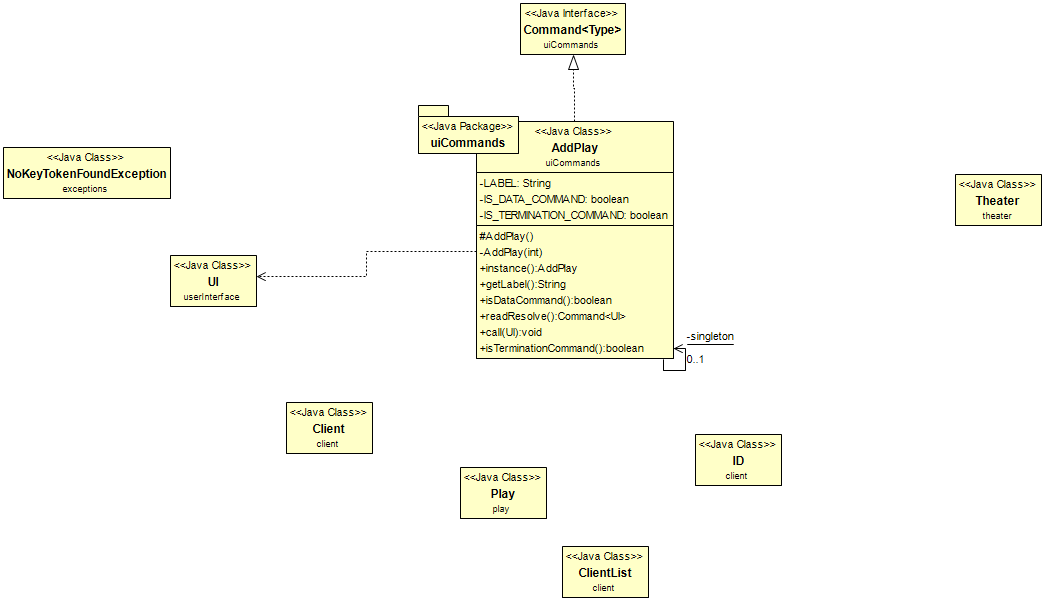 <<Java Interface>>
Command<Type>
uiCommands
<<Java Package>>
uiCommands
<<Java Class>>
AddPlay
uiCommands
-LABEL: String
-IS_DATA_COMMAND: boolean
-IS_TERMINATION_COMMAND: boolean
#AddPlay()
-AddPlay(int)
+instance():AddPlay
+getLabel():String
+isDataCommand():boolean
+readResolve():Command<UI>
+call(UI):void
+isTerminationCommand():boolean
-singleton
0..1
<<Java Class>>
NoKeyTokenFoundException
exceptions
<<Java Class>>
Theater
theater
<<Java Class>>
UI
userInterface
<<Java Class>>
Client
client
<<Java Class>>
ID
client
<<Java Class>>
Play
play
<<Java Class>>
ClientList
client